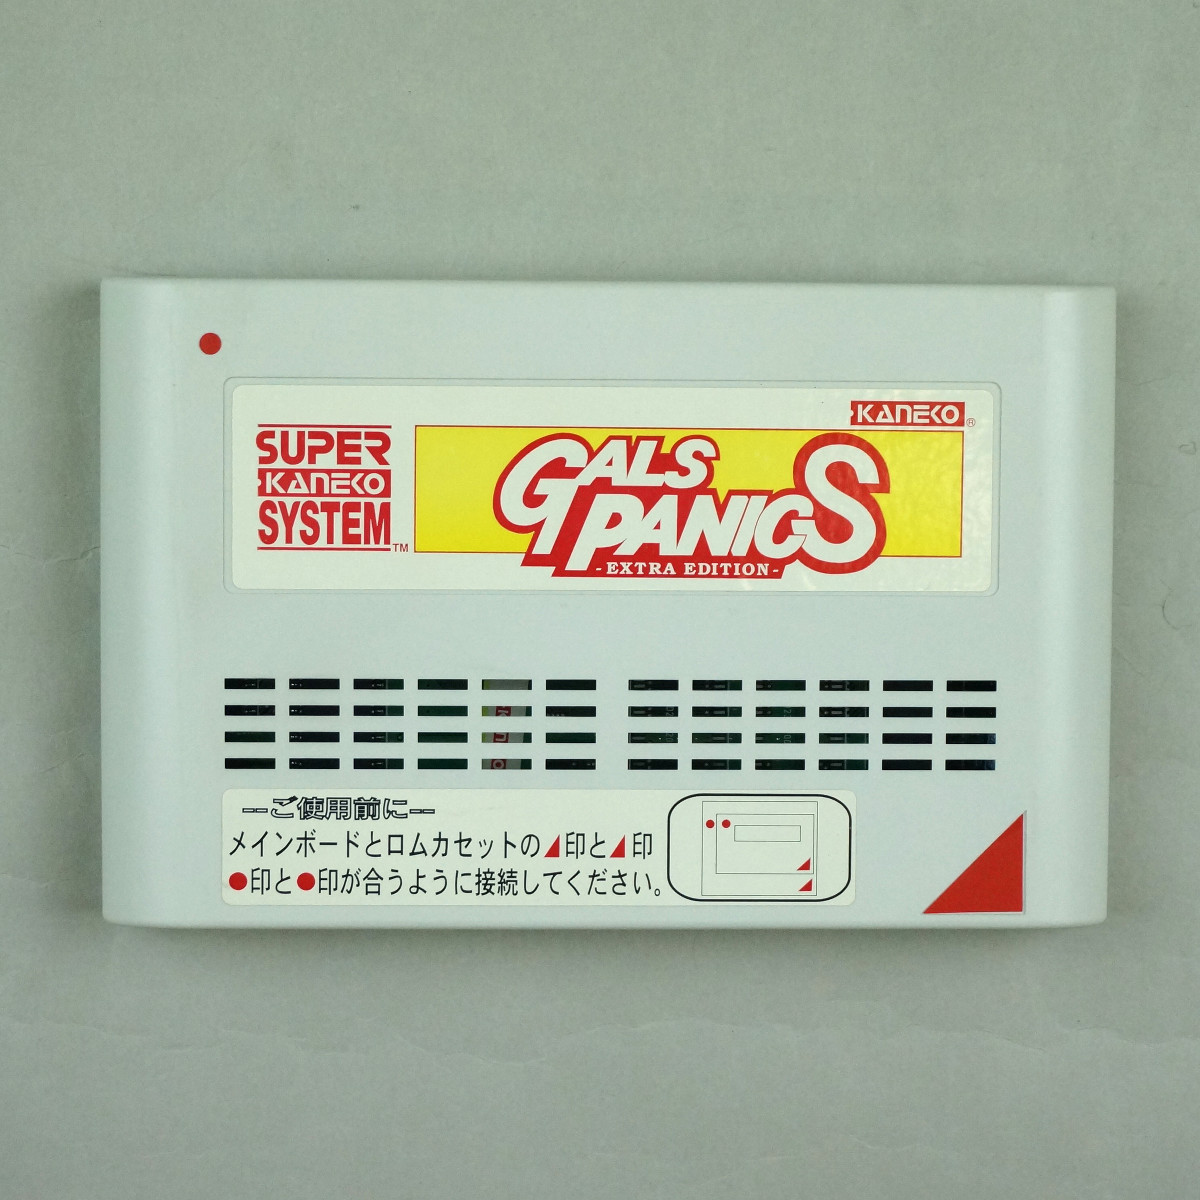 KANEKO®
SUPER
KANEKO
SYSTEM™
GALS
PANICS
-EXTRA EDITION-
--ご使用前に--
メインボードとロムカセットの◢印と◢印
●印と●印が合うように接続してください。